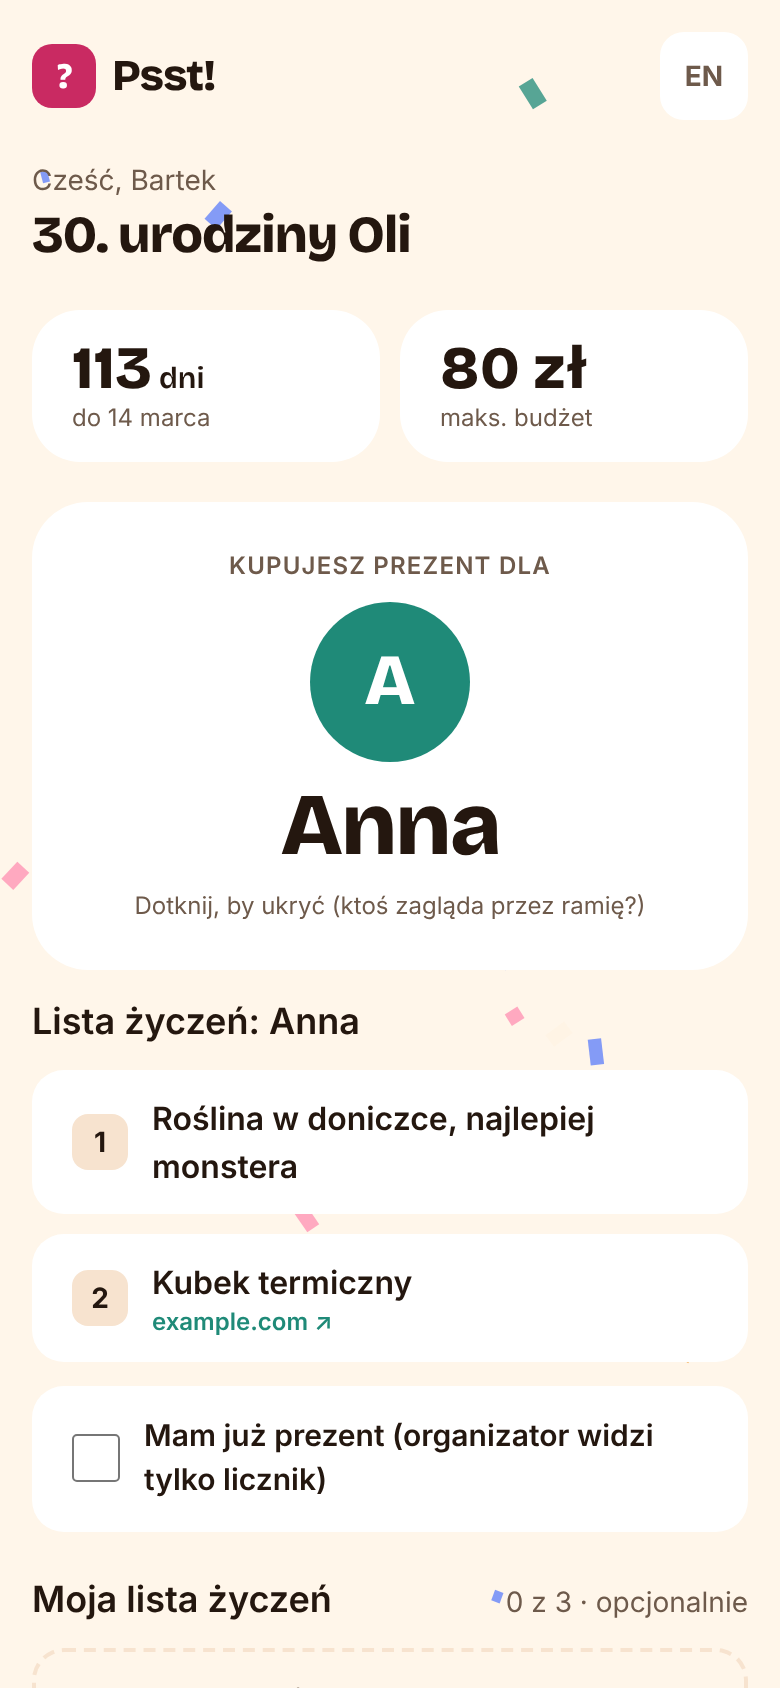 ?
Psst!
EN
Cześć, Bartek
30. urodziny Oli
113 dni
do 14 marca
80 zł
maks. budżet
KUPUJESZ PREZENT DLA
A
Anna
Dotknij, by ukryć (ktoś zagląda przez ramię?)
Lista życzeń: Anna
1
Roślina w doniczce, najlepiej
monstera
2
Kubek termiczny
example.com ↗
Mam już prezent (organizator widzi
tylko licznik)
Moja lista życzeń
0 z 3 · opcjonalnie